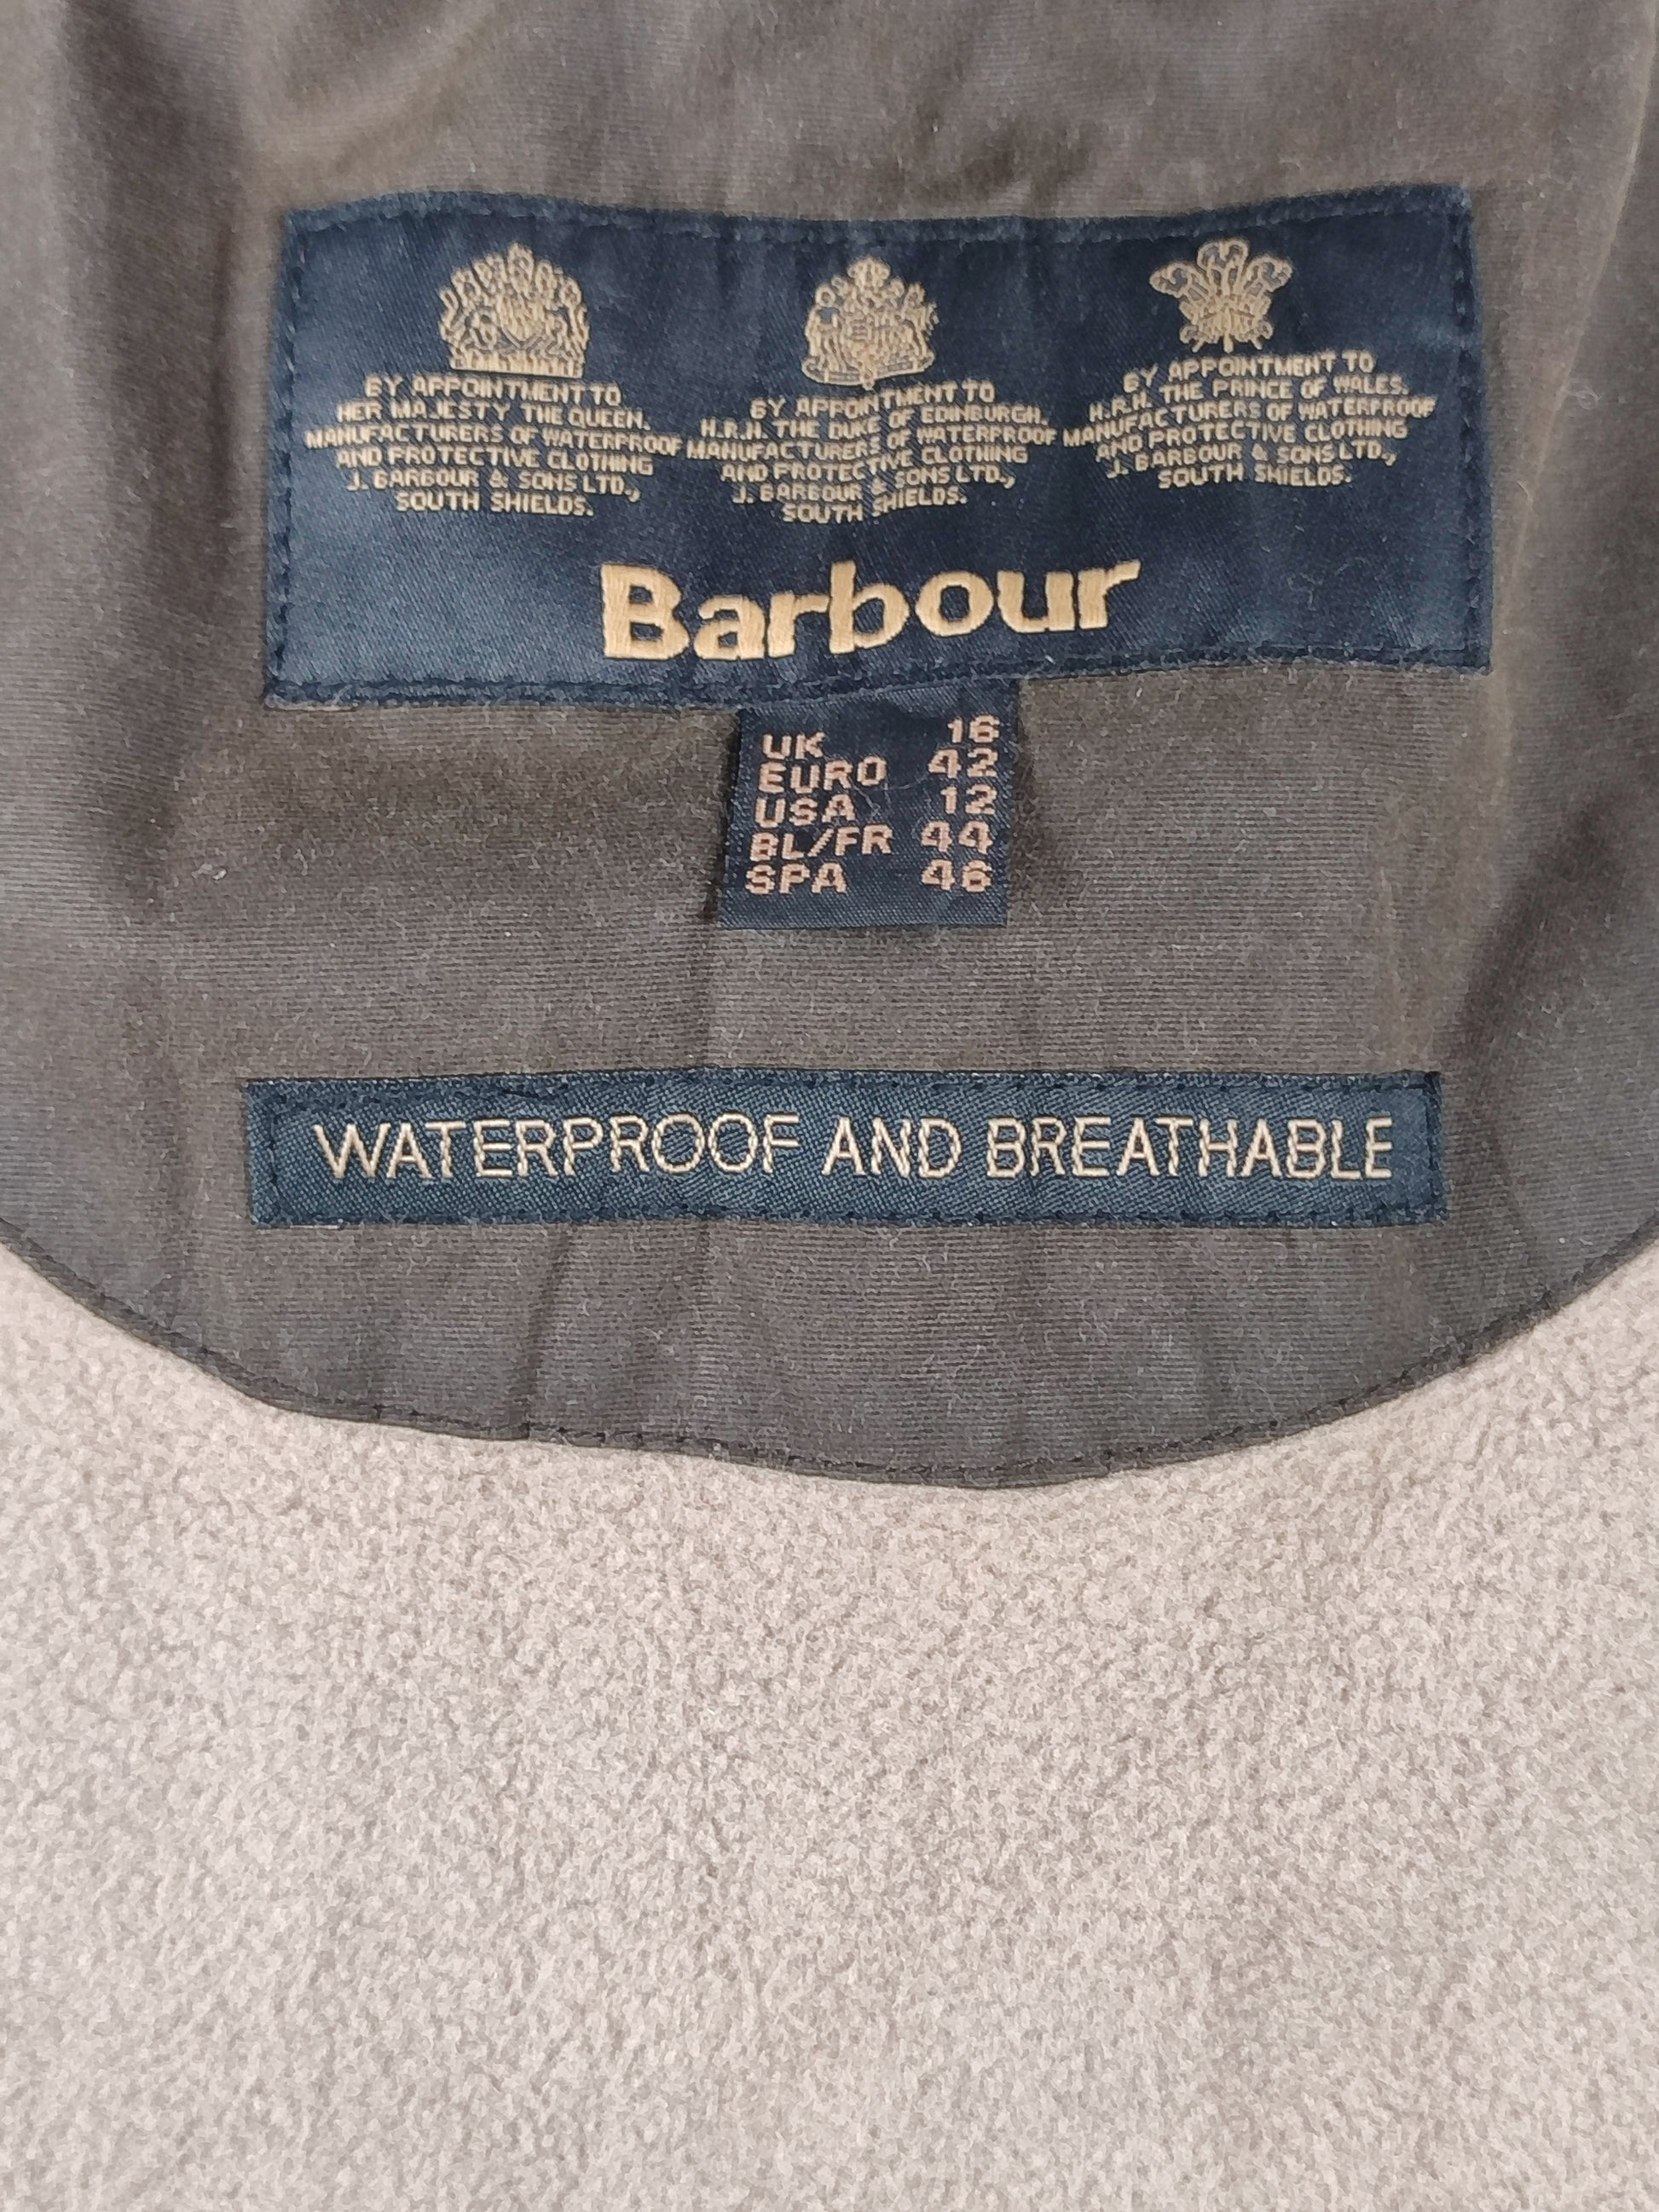 BY APPOINTMENT TO
HER MAJESTY THE QUEEN.
MANUFACTURERS OF WATERPROOF
AND PROTECTIVE CLOTHING
J. BARBOUR & SONS LTD.,
SOUTH SHIELDS.
BY APPOINTMENT TO
H.R.H. THE DUKE OF EDINBURGH.
MANUFACTURERS OF WATERPROOF
AND PROTECTIVE CLOTHING
J. BARBOUR & SONS LTD.,
SOUTH SHIELDS.
BY APPOINTMENT TO
H.R.H. THE PRINCE OF WALES.
MANUFACTURERS OF WATERPROOF
AND PROTECTIVE CLOTHING
J. BARBOUR & SONS LTD.,
SOUTH SHIELDS.
Barbour
UK 16
EURO 42
USA 12
BL/FR 44
SPA 46
WATERPROOF AND BREATHABLE